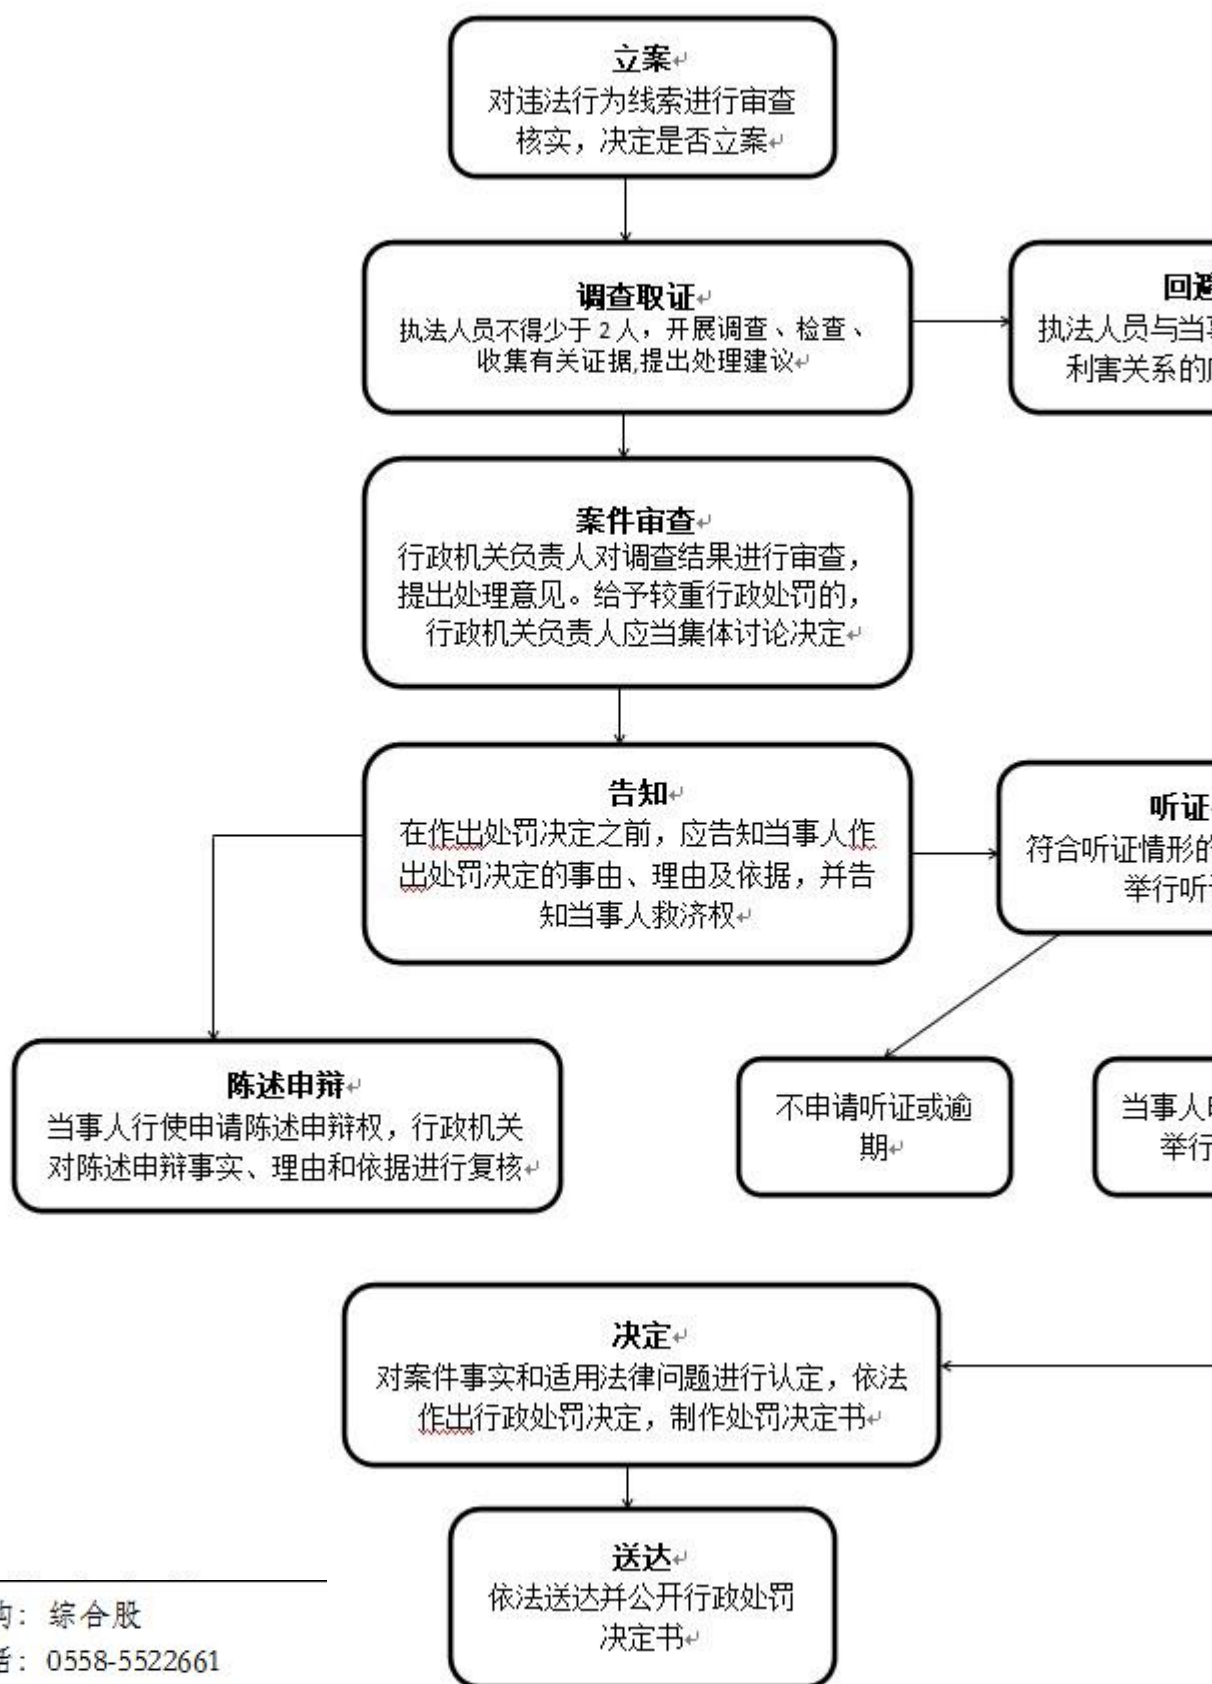 立案
对违法行为线索进行审查
核实，决定是否立案
调查取证
执法人员不得少于 2 人，开展调查、检查、
收集有关证据,提出处理建议
回避
执法人员与当事
利害关系的
案件审查
行政机关负责人对调查结果进行审查，
提出处理意见。给予较重行政处罚的，
行政机关负责人应当集体讨论决定
告知
在作出处罚决定之前，应告知当事人作
出处罚决定的事由、理由及依据，并告
知当事人救济权
听证
符合听证情形的
举行听
陈述申辩
当事人行使申请陈述申辩权，行政机关
对陈述申辩事实、理由和依据进行复核
不申请听证或逾
期
当事人
举行
决定
对案件事实和适用法律问题进行认定，依法
作出行政处罚决定，制作处罚决定书
送达
依法送达并公开行政处罚
决定书
：综合股
：0558-5522661